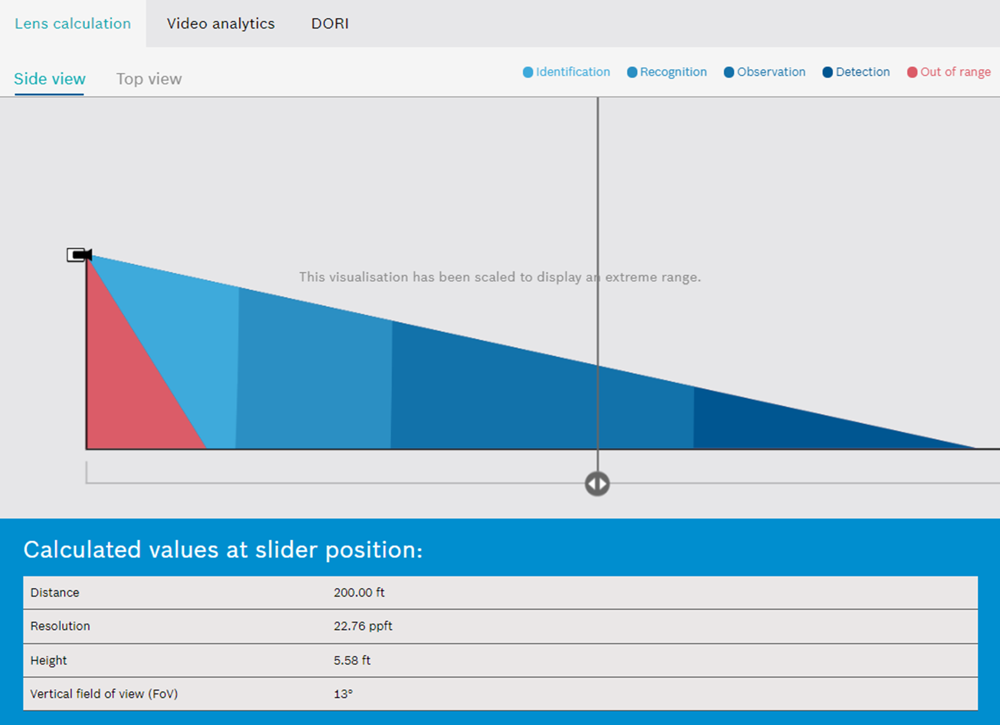 Lens calculation Video analytics DORI
Side view Top view Identification Recognition Observation Detection Out of range
This visualisation has been scaled to display an extreme range.
Calculated values at slider position:
Distance 200.00 ft
Resolution 22.76 ppft
Height 5.58 ft
Vertical field of view (FoV) 13°